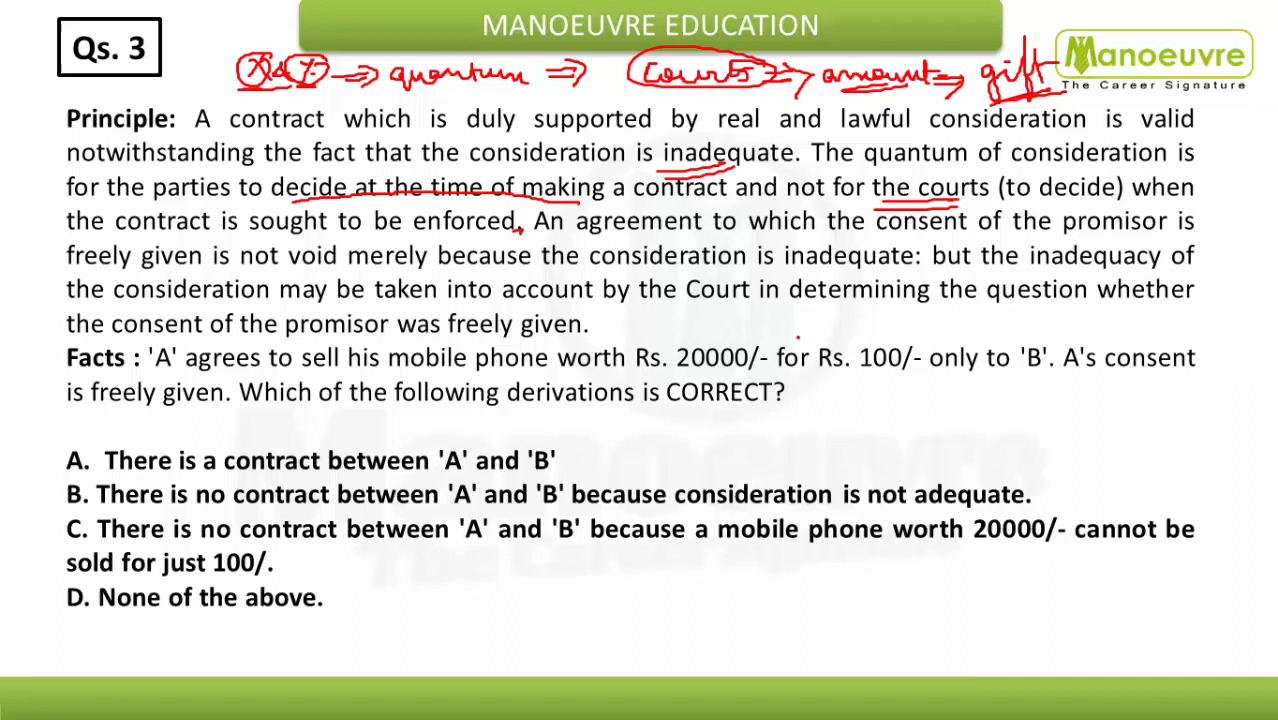 MANOEUVRE EDUCATION
Qs. 3
Manoeuvre
The Career Signature
X & Y ⇒ quantum ⇒ courts ⇒ amount ⇒ gift
Principle: A contract which is duly supported by real and lawful consideration is valid
notwithstanding the fact that the consideration is inadequate. The quantum of consideration is
for the parties to decide at the time of making a contract and not for the courts (to decide) when
the contract is sought to be enforced. An agreement to which the consent of the promisor is
freely given is not void merely because the consideration is inadequate: but the inadequacy of
the consideration may be taken into account by the Court in determining the question whether
the consent of the promisor was freely given.
Facts : 'A' agrees to sell his mobile phone worth Rs. 20000/- for Rs. 100/- only to 'B'. A's consent
is freely given. Which of the following derivations is CORRECT?
A. There is a contract between 'A' and 'B'
B. There is no contract between 'A' and 'B' because consideration is not adequate.
C. There is no contract between 'A' and 'B' because a mobile phone worth 20000/- cannot be
sold for just 100/.
D. None of the above.
Manoeuvre
The Career Signature